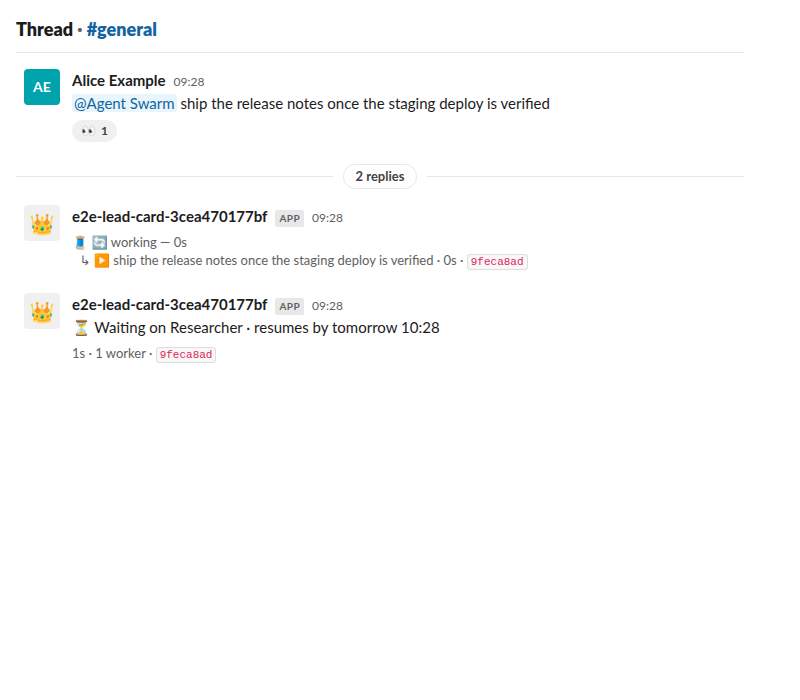 Thread • #general
AE
Alice Example 09:28
@Agent Swarm ship the release notes once the staging deploy is verified
👀 1
2 replies
e2e-lead-card-3cea470177bf APP 09:28
🧵 🔄 working — 0s
↳ ▶️ ship the release notes once the staging deploy is verified · 0s · 9feca8ad
e2e-lead-card-3cea470177bf APP 09:28
⏳ Waiting on Researcher · resumes by tomorrow 10:28
1s · 1 worker · 9feca8ad